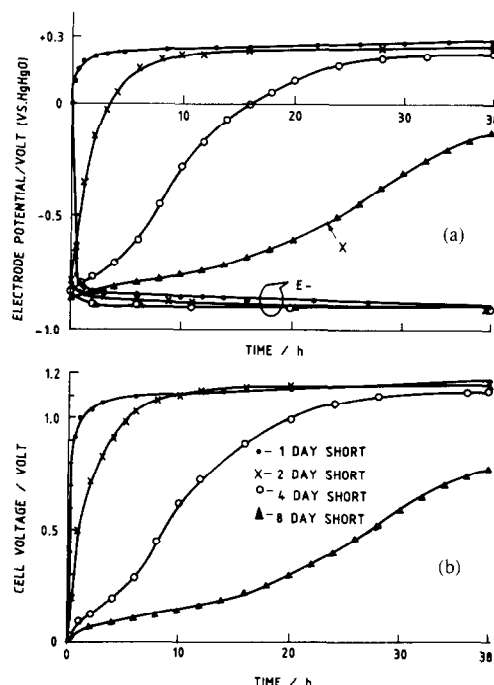 +0.3
0
-0.5
-1.0
10
20
30
38
ELECTRODE POTENTIAL/VOLT (VS.HgHgO)
X
(a)
E-
TIME / h
1.2
1.0
0.5
0
0
10
20
30
38
CELL VOLTAGE / VOLT
•- 1 DAY SHORT
×- 2 DAY SHORT
o- 4 DAY SHORT
▲- 8 DAY SHORT
(b)
TIME / h